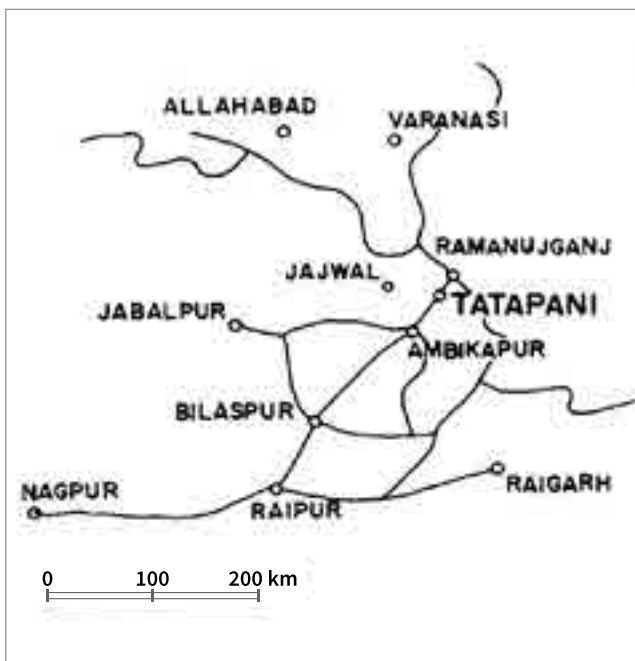 ALLAHABAD
VARANASI
RAMANUJGANJ
JAJWAL
TATAPANI
JABALPUR
AMBIKAPUR
BILASPUR
NAGPUR
RAIPUR
RAIGARH
0 100 200 km